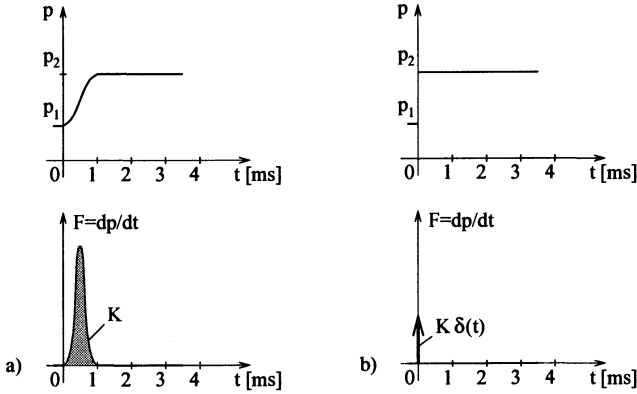 p
p₂
p₁
0 1 2 3 4 t [ms]
p
p₂
p₁
0 1 2 3 4 t [ms]
F=dp/dt
K
a)
0 1 2 3 4 t [ms]
F=dp/dt
K δ(t)
b)
0 1 2 3 4 t [ms]